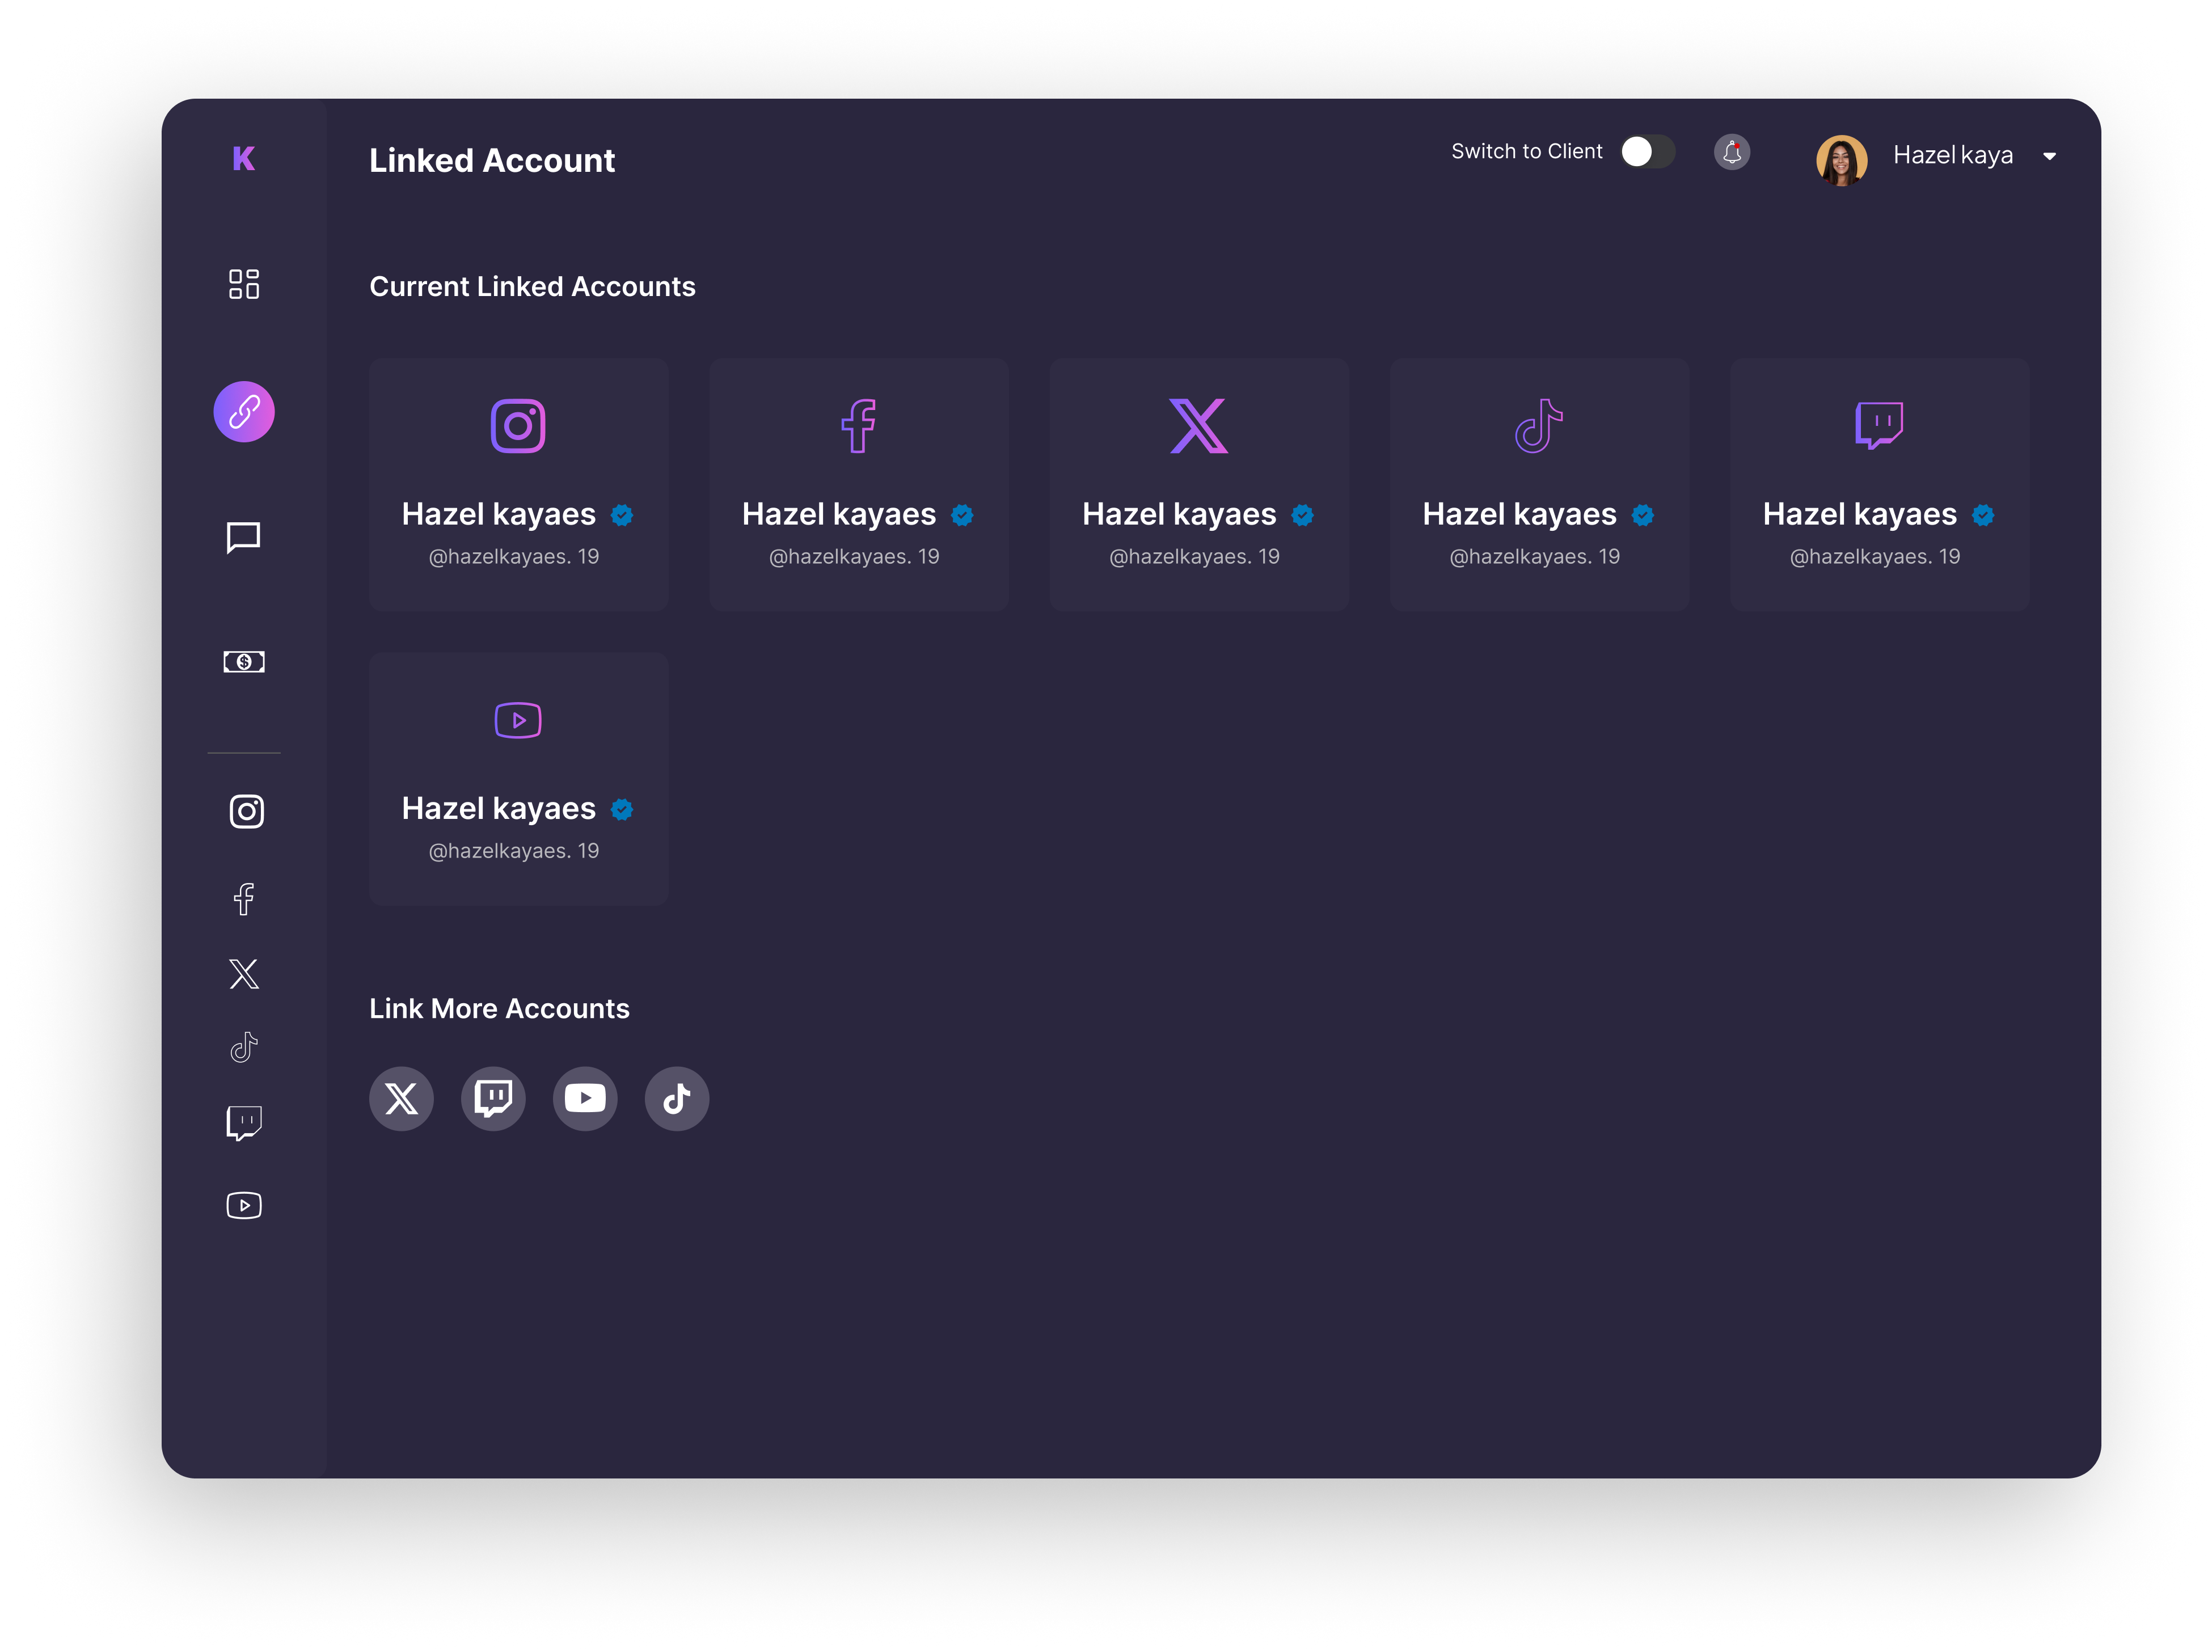 K
Linked Account
Switch to Client
Hazel kaya
Current Linked Accounts
Hazel kayaes
@hazelkayaes. 19
Hazel kayaes
@hazelkayaes. 19
Hazel kayaes
@hazelkayaes. 19
Hazel kayaes
@hazelkayaes. 19
Hazel kayaes
@hazelkayaes. 19
Hazel kayaes
@hazelkayaes. 19
Link More Accounts